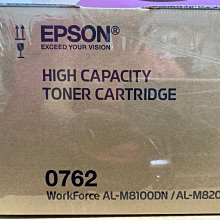 EPSON®
EXCEED YOUR VISION
HIGH CAPACITY
TONER CARTRIDGE
0762
WorkForce AL-M8100DN / AL-M820